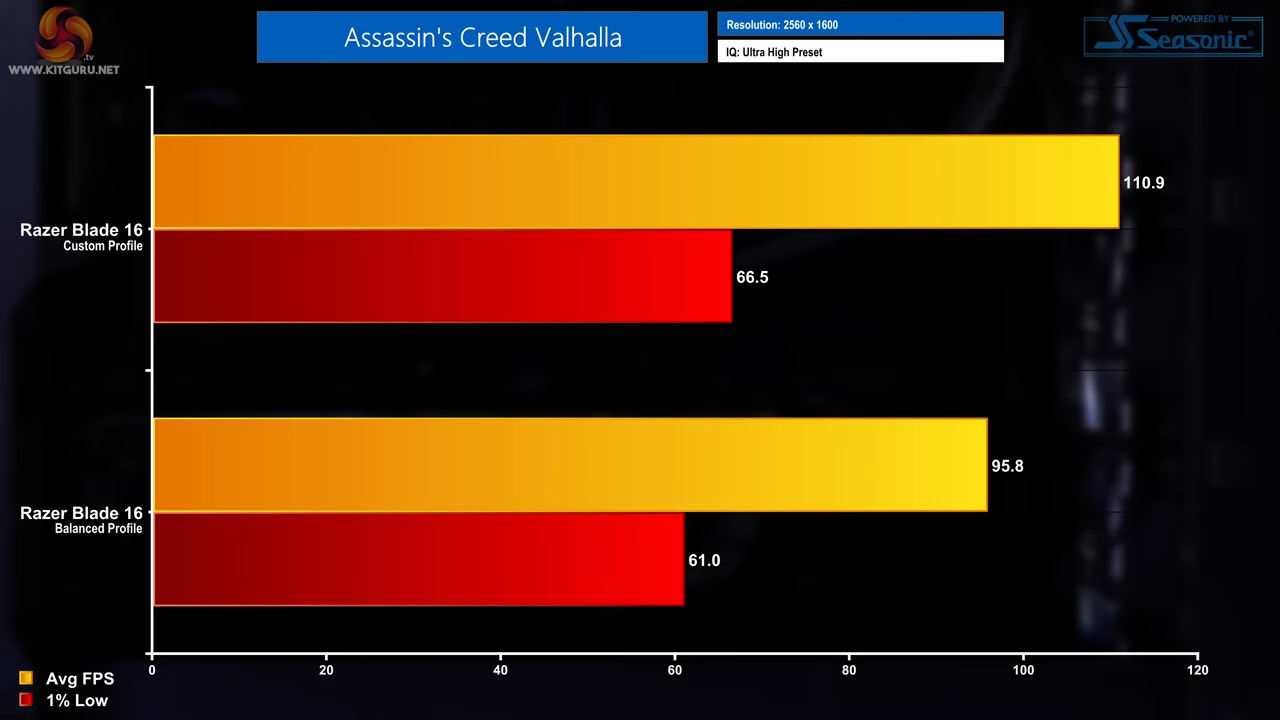 .tv
WWW.KITGURU.NET
Assassin's Creed Valhalla
Resolution: 2560 x 1600
IQ: Ultra High Preset
POWERED BY
Seasonic®
110.9
Razer Blade 16
Custom Profile
66.5
95.8
Razer Blade 16
Balanced Profile
61.0
0 20 40 60 80 100 120
Avg FPS
1% Low